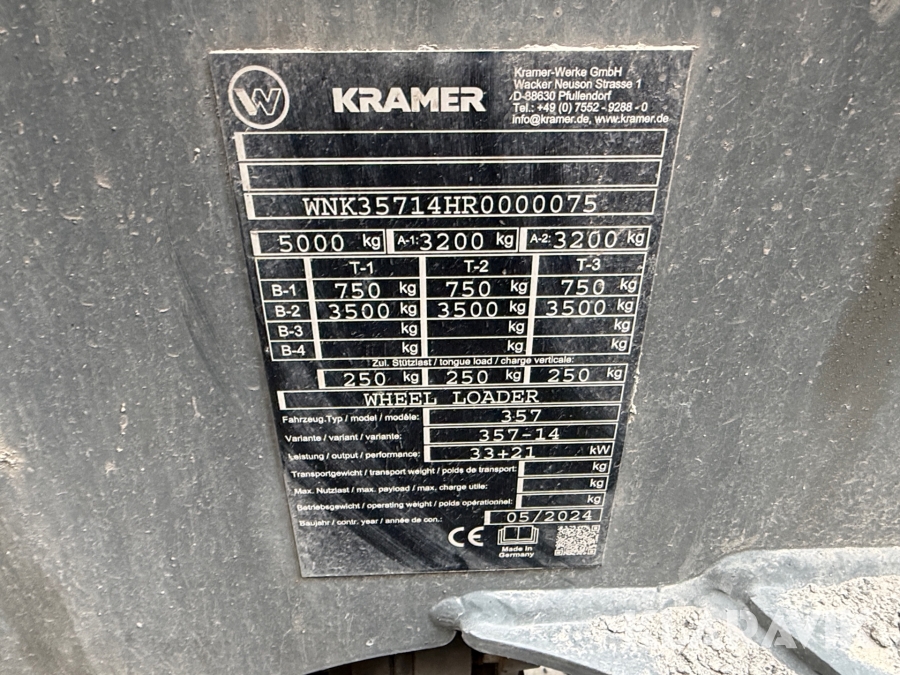 W
KRAMER
Kramer-Werke GmbH
Wacker Neuson Strasse 1
D-88630 Pfullendorf
Tel.: +49 (0) 7552 - 9288 - 0
info@kramer.de, www.kramer.de
WNK35714HR0000075
5000 kg A-1: 3200 kg A-2: 3200 kg
T-1 T-2 T-3
B-1 750 kg 750 kg 750 kg
B-2 3500 kg 3500 kg 3500 kg
B-3 kg kg kg
B-4 kg kg kg
Zul. Stützlast / tongue load / charge verticale:
250 kg 250 kg 250 kg
WHEEL LOADER
Fahrzeug.Typ / model / modèle: 357
Variante / variant / variante: 357-14
Leistung / output / performance: 33+21 kW
Transportgewicht / transport weight / poids de transport: kg
Max. Nutzlast / max. payload / max. charge utile: kg
Betriebsgewicht / operating weight / poids opérationnel: kg
Baujahr / contr. year / année de con.: 05/2024
CE
Made in
Germany